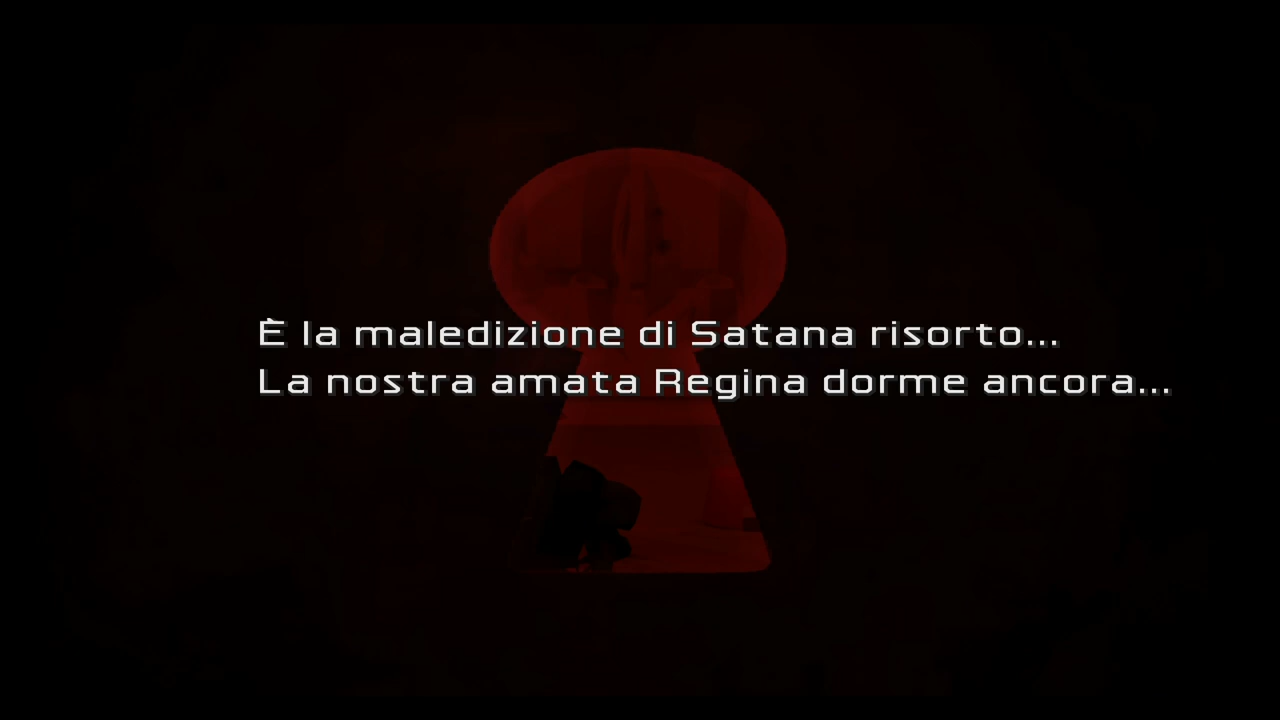 È la maledizione di Satana risorto...
La nostra amata Regina dorme ancora...